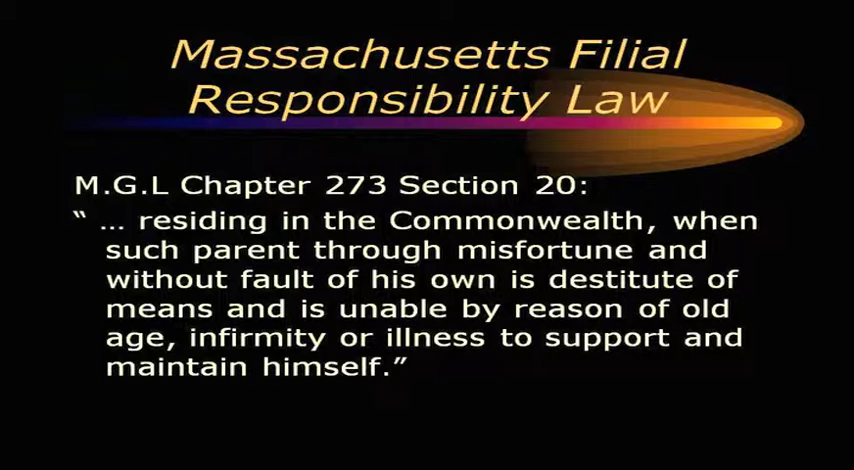 Massachusetts Filial
Responsibility Law
M.G.L Chapter 273 Section 20:
“ … residing in the Commonwealth, when
such parent through misfortune and
without fault of his own is destitute of
means and is unable by reason of old
age, infirmity or illness to support and
maintain himself.”